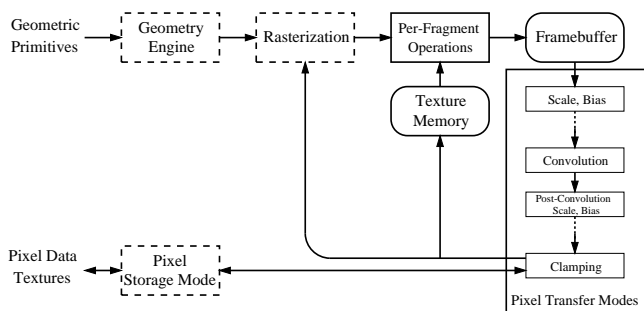 Geometric
Primitives
Geometry
Engine
Rasterization
Per-Fragment
Operations
Framebuffer
Texture
Memory
Scale, Bias
Convolution
Post-Convolution
Scale, Bias
Clamping
Pixel Data
Textures
Pixel
Storage Mode
Pixel Transfer Modes